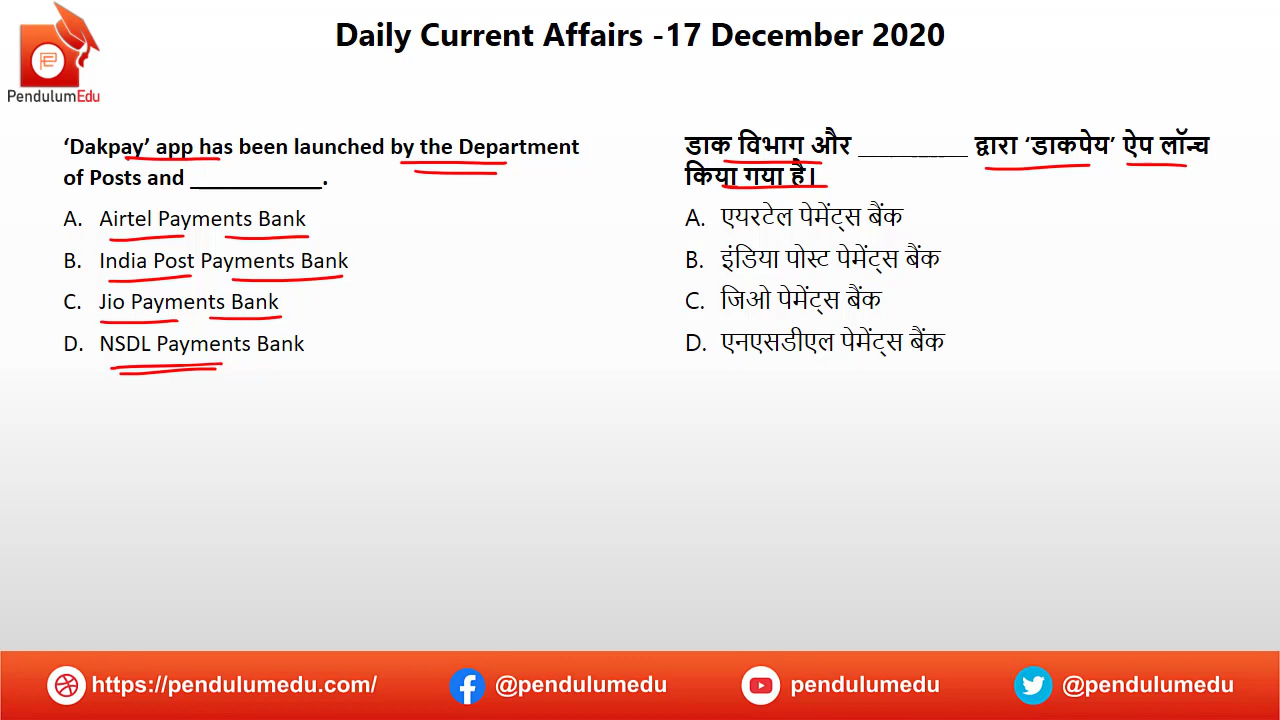 Daily Current Affairs -17 December 2020
PendulumEdu
‘Dakpay’ app has been launched by the Department
of Posts and ___________.
A. Airtel Payments Bank
B. India Post Payments Bank
C. Jio Payments Bank
D. NSDL Payments Bank
डाक विभाग और _________ द्वारा ‘डाकपेय’ ऐप लॉन्च
किया गया है।
A. एयरटेल पेमेंट्स बैंक
B. इंडिया पोस्ट पेमेंट्स बैंक
C. जिओ पेमेंट्स बैंक
D. एनएसडीएल पेमेंट्स बैंक
https://pendulumedu.com/ @pendulumedu pendulumedu @pendulumedu